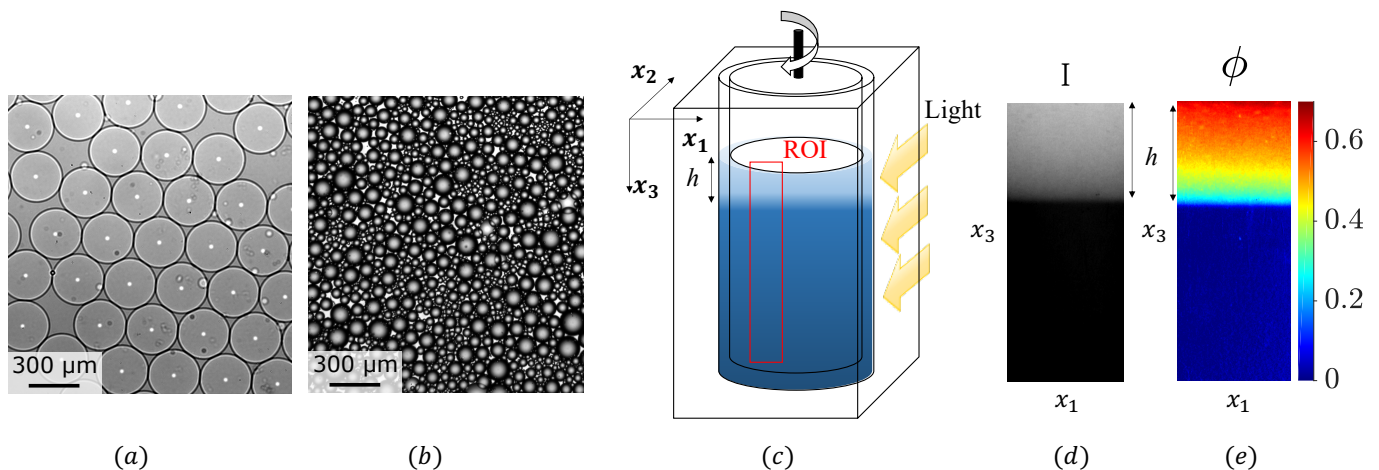 300 µm
(a)
300 µm
(b)
x₂
x₁
x₃
h
ROI
Light
(c)
I
h
x₃
x₁
(d)
ϕ
h
x₃
0.6
0.4
0.2
0
x₁
(e)